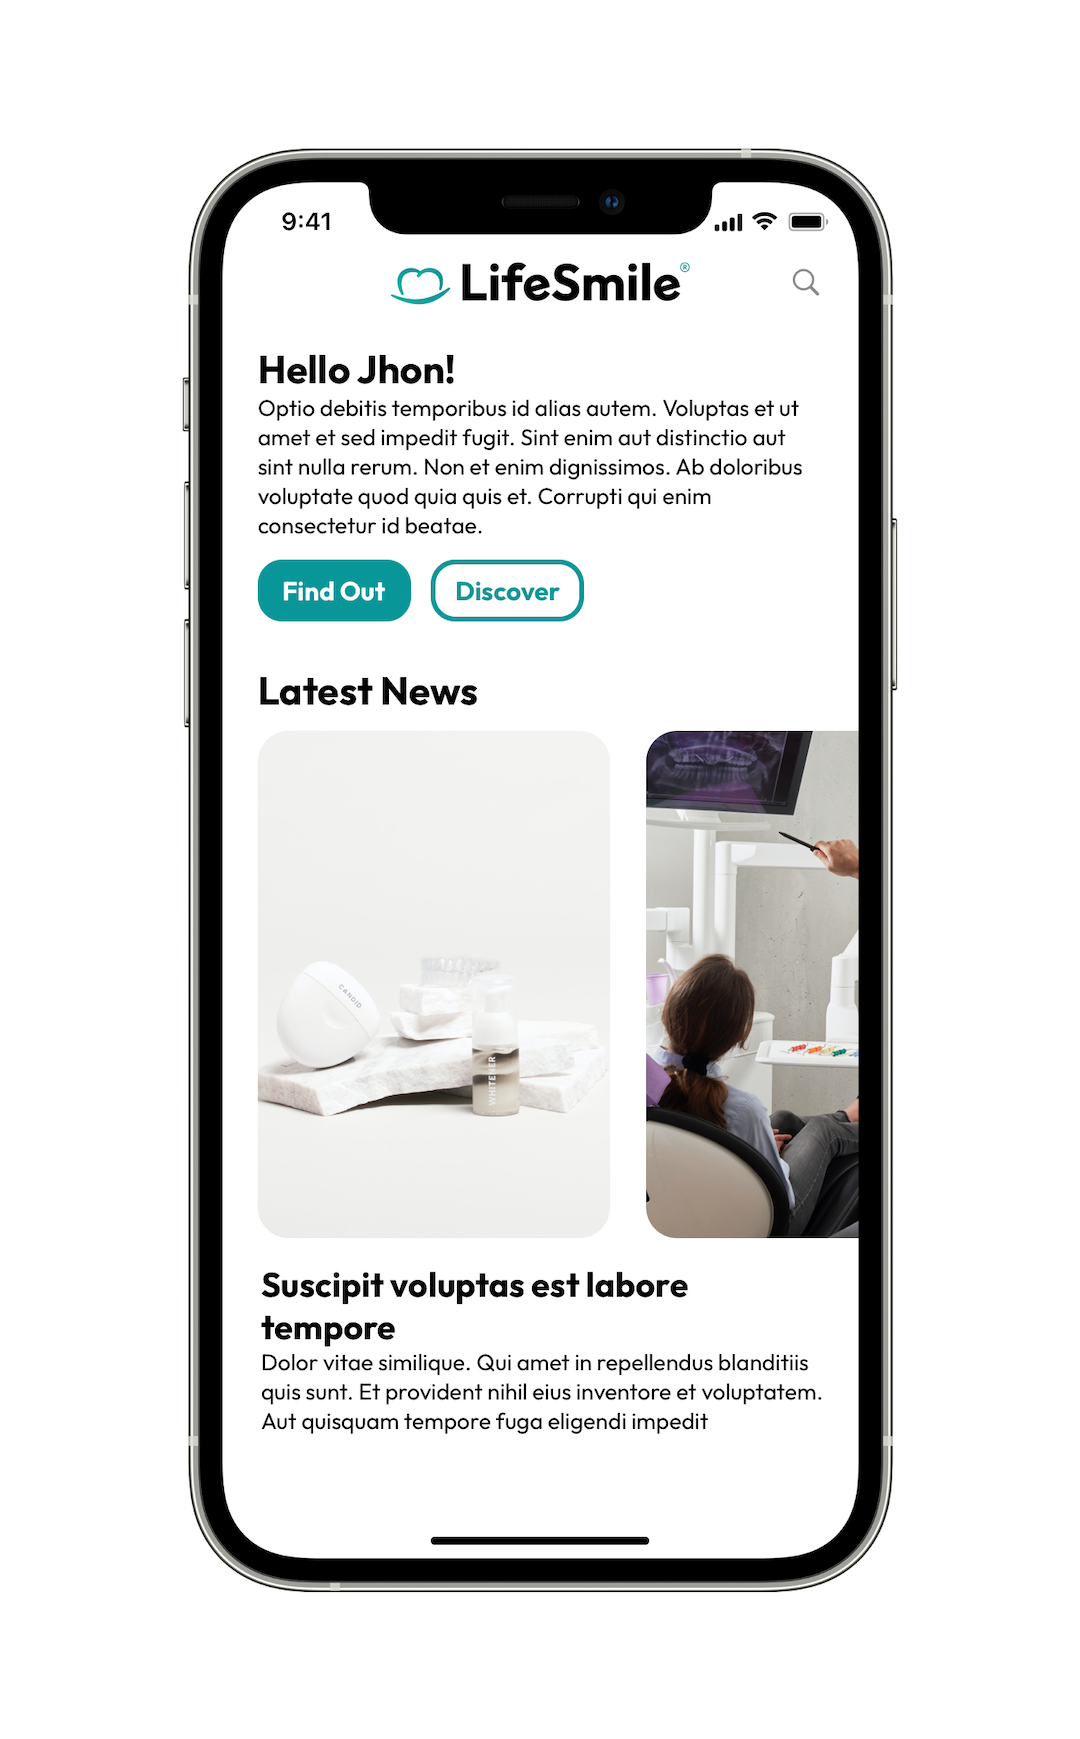 9:41
LifeSmile®
Hello Jhon!
Optio debitis temporibus id alias autem. Voluptas et ut
amet et sed impedit fugit. Sint enim aut distinctio aut
sint nulla rerum. Non et enim dignissimos. Ab doloribus
voluptate quod quia quis et. Corrupti qui enim
consectetur id beatae.
Find Out
Discover
Latest News
CANDID
WHITENER
Suscipit voluptas est labore
tempore
Dolor vitae similique. Qui amet in repellendus blanditiis
quis sunt. Et provident nihil eius inventore et voluptatem.
Aut quisquam tempore fuga eligendi impedit